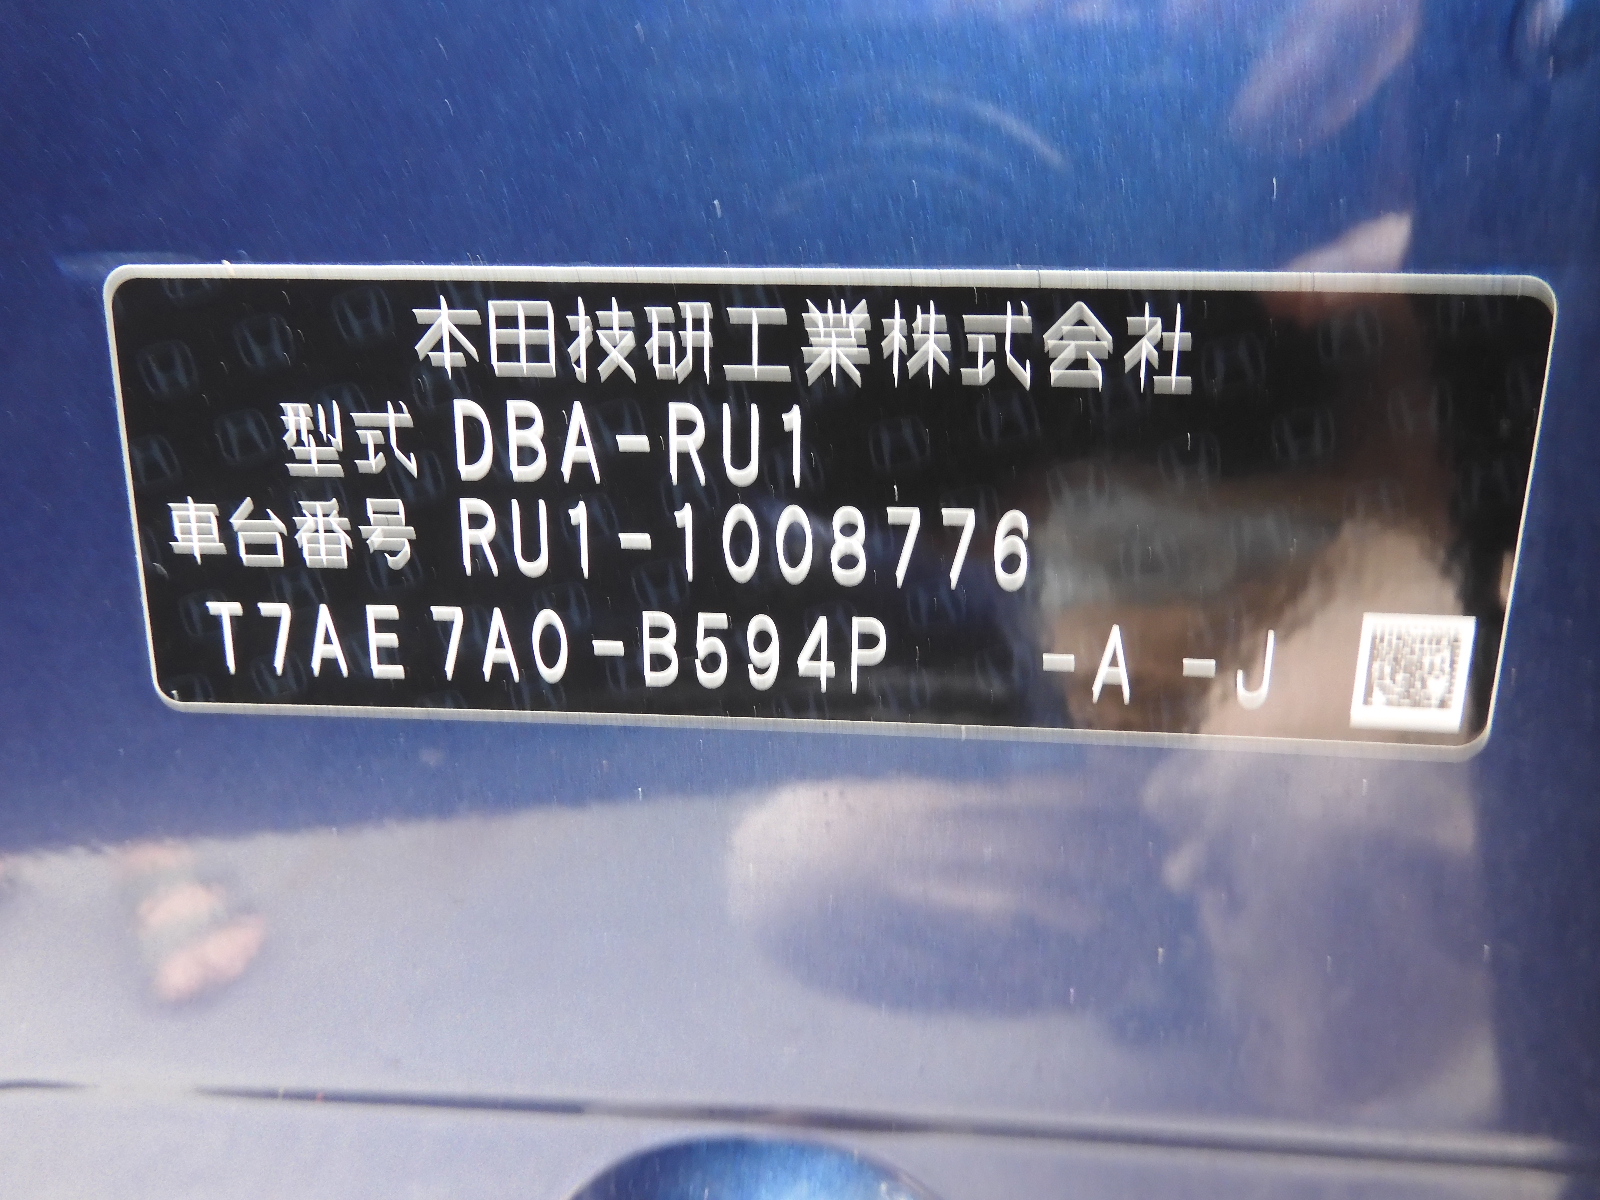 本田技研工業株式会社
型式 DBA-RU1
車台番号 RU1-1008776
T7AE7A0-B594P -A -J